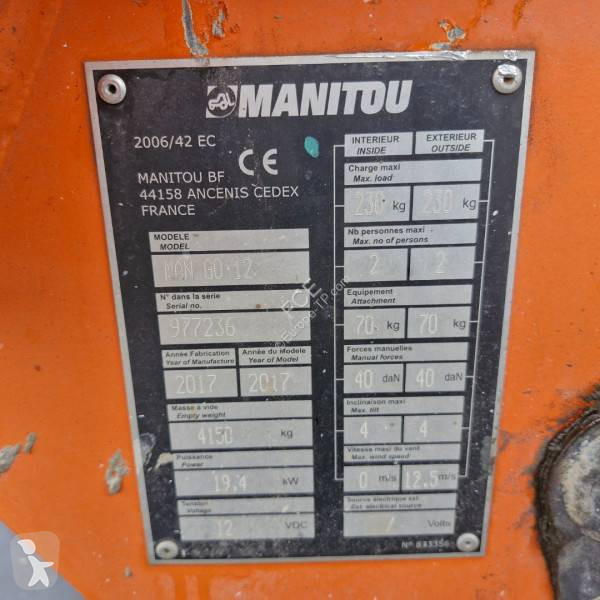 MANITOU
2006/42 EC
CE
MANITOU BF
44158 ANCENIS CEDEX
FRANCE
MODELE
MODEL
MAN GO 12
N° dans la série
Serial no.
977236
Année Fabrication
Year of Manufacture
Année du Modele
Year of Model
2017
2017
Masse à vide
Empty weight
4150 kg
Puissance
Power
19,4 kW
Tension
Voltage
12 VDC
INTERIEUR
INSIDE
EXTERIEUR
OUTSIDE
Charge maxi
Max. load
230 kg 230 kg
Nb personnes maxi
Max. no of persons
2 2
Equipement
Attachment
70 kg 70 kg
Forces manuelles
Manual forces
40 daN 40 daN
Inclinaison maxi
Max. tilt
4 4
Vitesse maxi du vent
Max. wind speed
0 m/s 12.5 m/s
Source électrique ext.
Ext. electrical source
/ Volts
N° 833356